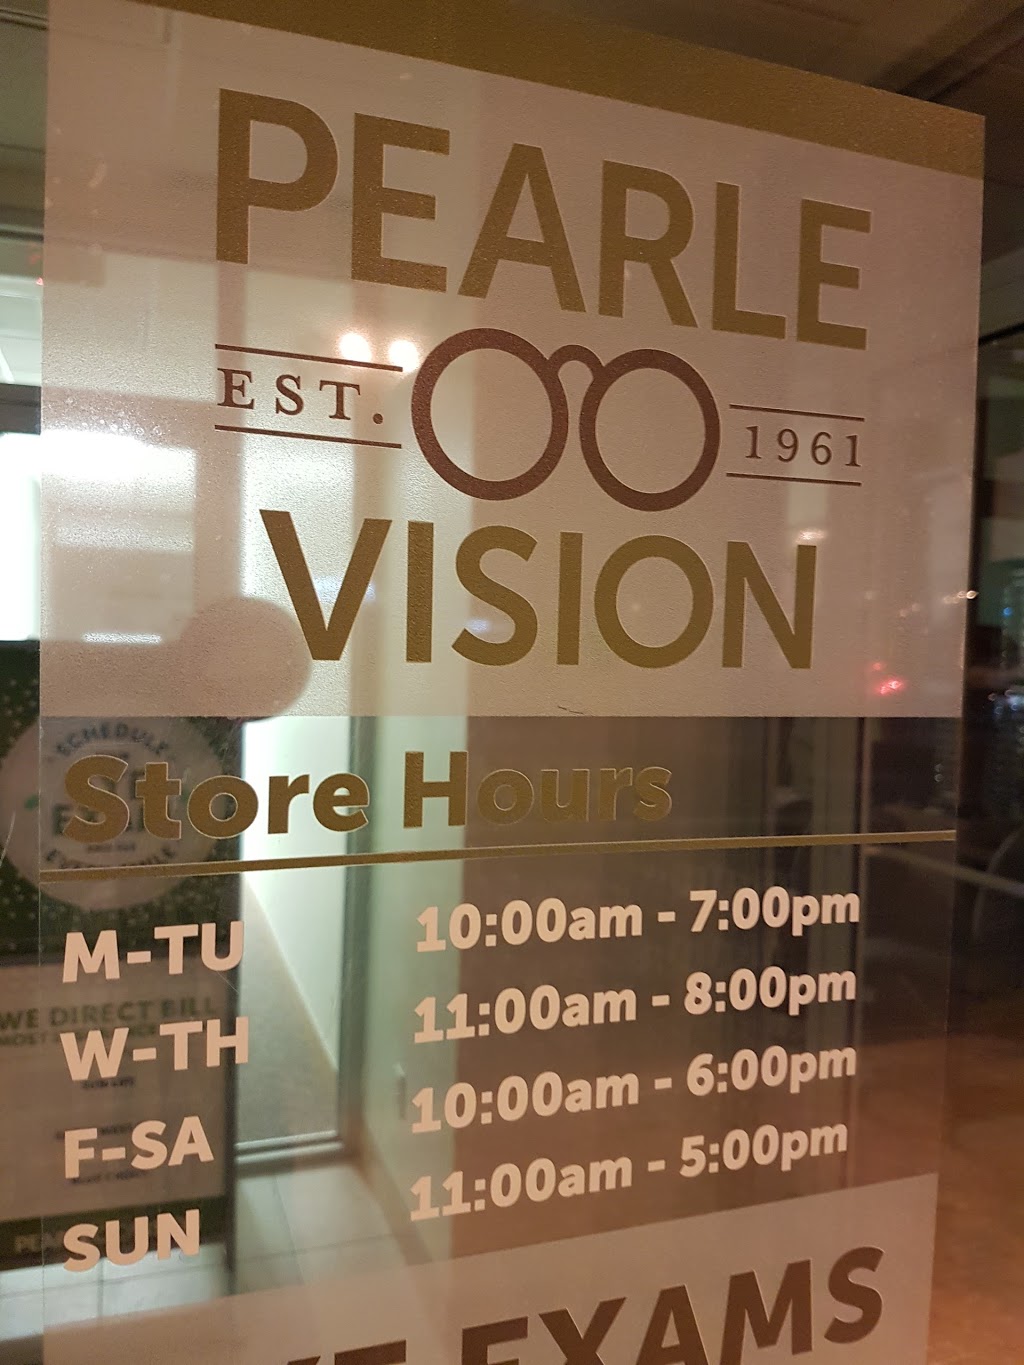 PEARLE
EST. 1961
VISION
Store Hours
M-TU 10:00am - 7:00pm
W-TH 11:00am - 8:00pm
F-SA 10:00am - 6:00pm
SUN 11:00am - 5:00pm
EXAMS
SCHEDULE
WE DIRECT BILL